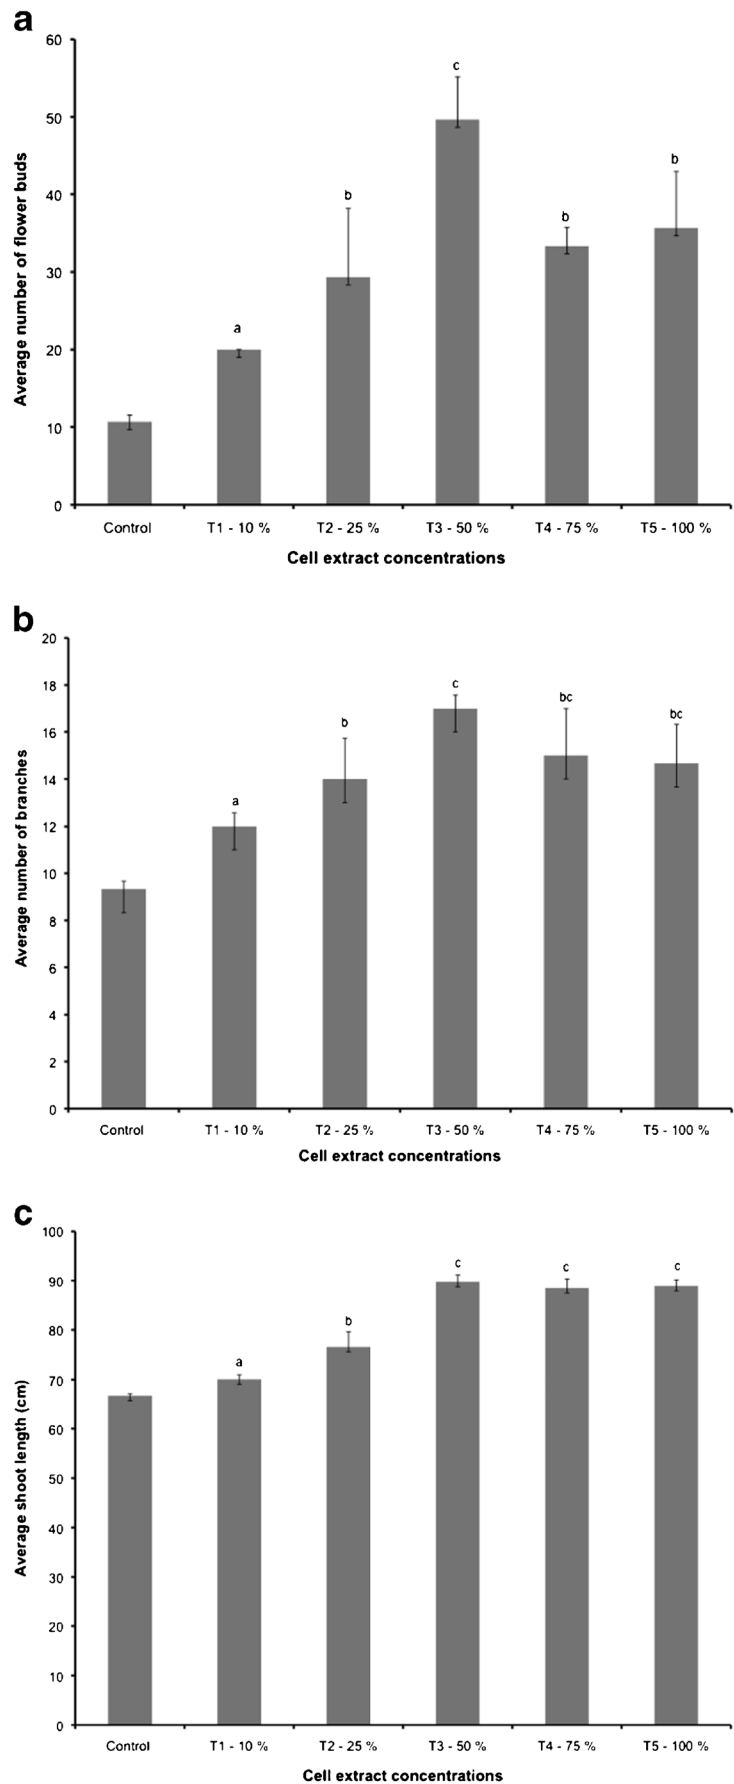 a
60
50
40
30
20
10
0
Average number of flower buds
a
b
c
b
b
Control T1 - 10 % T2 - 25 % T3 - 50 % T4 - 75 % T5 - 100 %
Cell extract concentrations
b
20
18
16
14
12
10
8
6
4
2
0
Average number of branches
a
b
c
bc
bc
Control T1 - 10 % T2 - 25 % T3 - 50 % T4 - 75 % T5 - 100 %
Cell extract concentrations
c
100
90
80
70
60
50
40
30
20
10
0
Average shoot length (cm)
a
b
c
c
c
Control T1 - 10 % T2 - 25 % T3 - 50 % T4 - 75 % T5 - 100 %
Cell extract concentrations